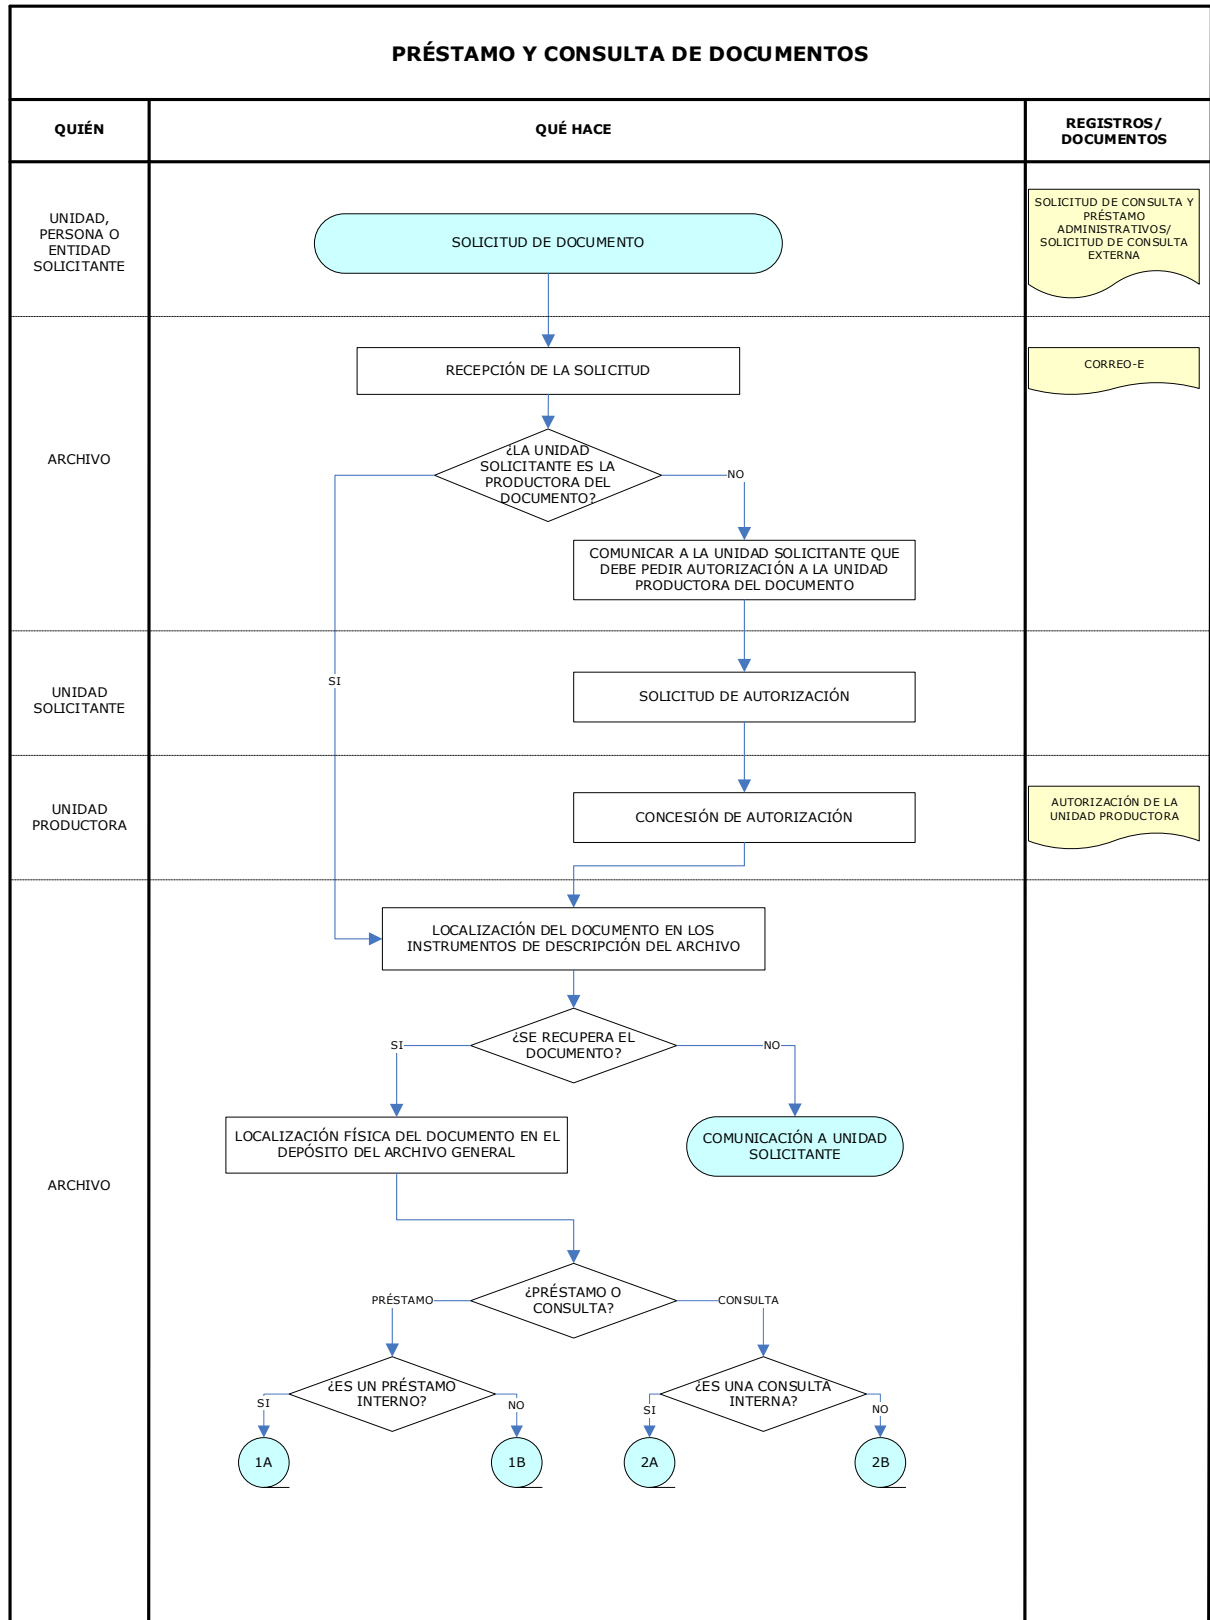 PRÉSTAMO Y CONSULTA DE DOCUMENTOS
QUIÉN
QUÉ HACE
REGISTROS/
DOCUMENTOS
UNIDAD,
PERSONA O
ENTIDAD
SOLICITANTE
SOLICITUD DE DOCUMENTO
SOLICITUD DE CONSULTA Y
PRÉSTAMO
ADMINISTRATIVOS/
SOLICITUD DE CONSULTA
EXTERNA
ARCHIVO
RECEPCIÓN DE LA SOLICITUD
CORREO-E
¿LA UNIDAD
SOLICITANTE ES LA
PRODUCTORA DEL
DOCUMENTO?
NO
COMUNICAR A LA UNIDAD SOLICITANTE QUE
DEBE PEDIR AUTORIZACIÓN A LA UNIDAD
PRODUCTORA DEL DOCUMENTO
SI
UNIDAD
SOLICITANTE
SOLICITUD DE AUTORIZACIÓN
UNIDAD
PRODUCTORA
CONCESIÓN DE AUTORIZACIÓN
AUTORIZACIÓN DE LA
UNIDAD PRODUCTORA
ARCHIVO
LOCALIZACIÓN DEL DOCUMENTO EN LOS
INSTRUMENTOS DE DESCRIPCIÓN DEL ARCHIVO
¿SE RECUPERA EL
DOCUMENTO?
SI
NO
LOCALIZACIÓN FÍSICA DEL DOCUMENTO EN EL
DEPÓSITO DEL ARCHIVO GENERAL
COMUNICACIÓN A UNIDAD
SOLICITANTE
¿PRÉSTAMO O
CONSULTA?
PRÉSTAMO
CONSULTA
¿ES UN PRÉSTAMO
INTERNO?
¿ES UNA CONSULTA
INTERNA?
SI
NO
SI
NO
1A
1B
2A
2B